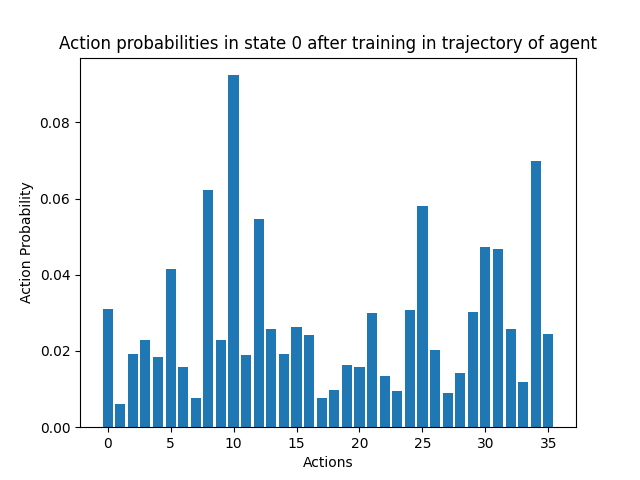 Action probabilities in state 0 after training in trajectory of agent
Action Probability
0.08
0.06
0.04
0.02
0.00
0 5 10 15 20 25 30 35
Actions